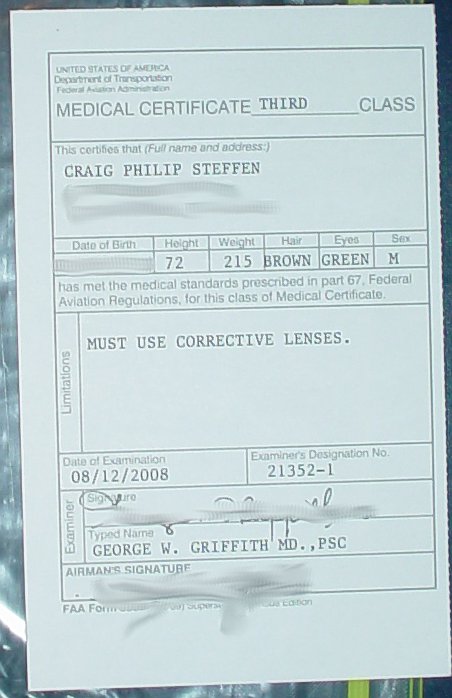 UNITED STATES OF AMERICA
Department of Transportation
Federal Aviation Administration
MEDICAL CERTIFICATE THIRD CLASS
This certifies that (Full name and address:)
CRAIG PHILIP STEFFEN
Date of Birth Height Weight Hair Eyes Sex
72 215 BROWN GREEN M
has met the medical standards prescribed in part 67, Federal
Aviation Regulations, for this class of Medical Certificate.
Limitations
MUST USE CORRECTIVE LENSES.
Date of Examination Examiner's Designation No.
08/12/2008 21352-1
Examiner
Signature
Typed Name
GEORGE W. GRIFFITH MD.,PSC
AIRMAN'S SIGNATURE
FAA Form Edition